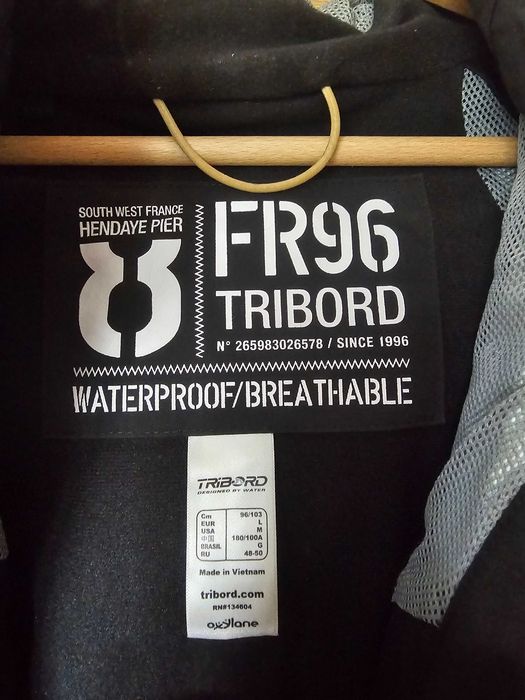 SOUTH WEST FRANCE
HENDAYE PIER
FR96
TRIBORD
N° 265983026578 / SINCE 1996
WATERPROOF/BREATHABLE
TRIBORD
DESIGNED BY WATER
Cm 96/103
EUR L
USA M
中国 180/100A
BRASIL G
RU 48-50
Made in Vietnam
tribord.com
RN#134604
oxylane